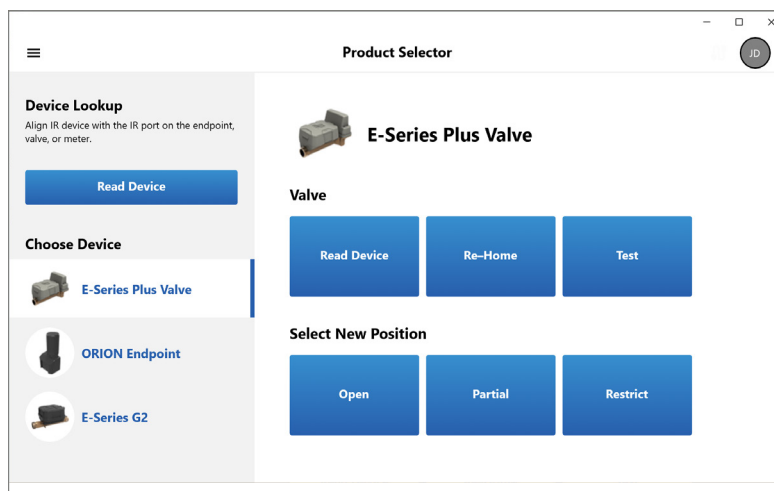 Product Selector
JD
Device Lookup
Align IR device with the IR port on the endpoint,
valve, or meter.
Read Device
Choose Device
E-Series Plus Valve
ORION Endpoint
E-Series G2
E-Series Plus Valve
Valve
Read Device
Re–Home
Test
Select New Position
Open
Partial
Restrict